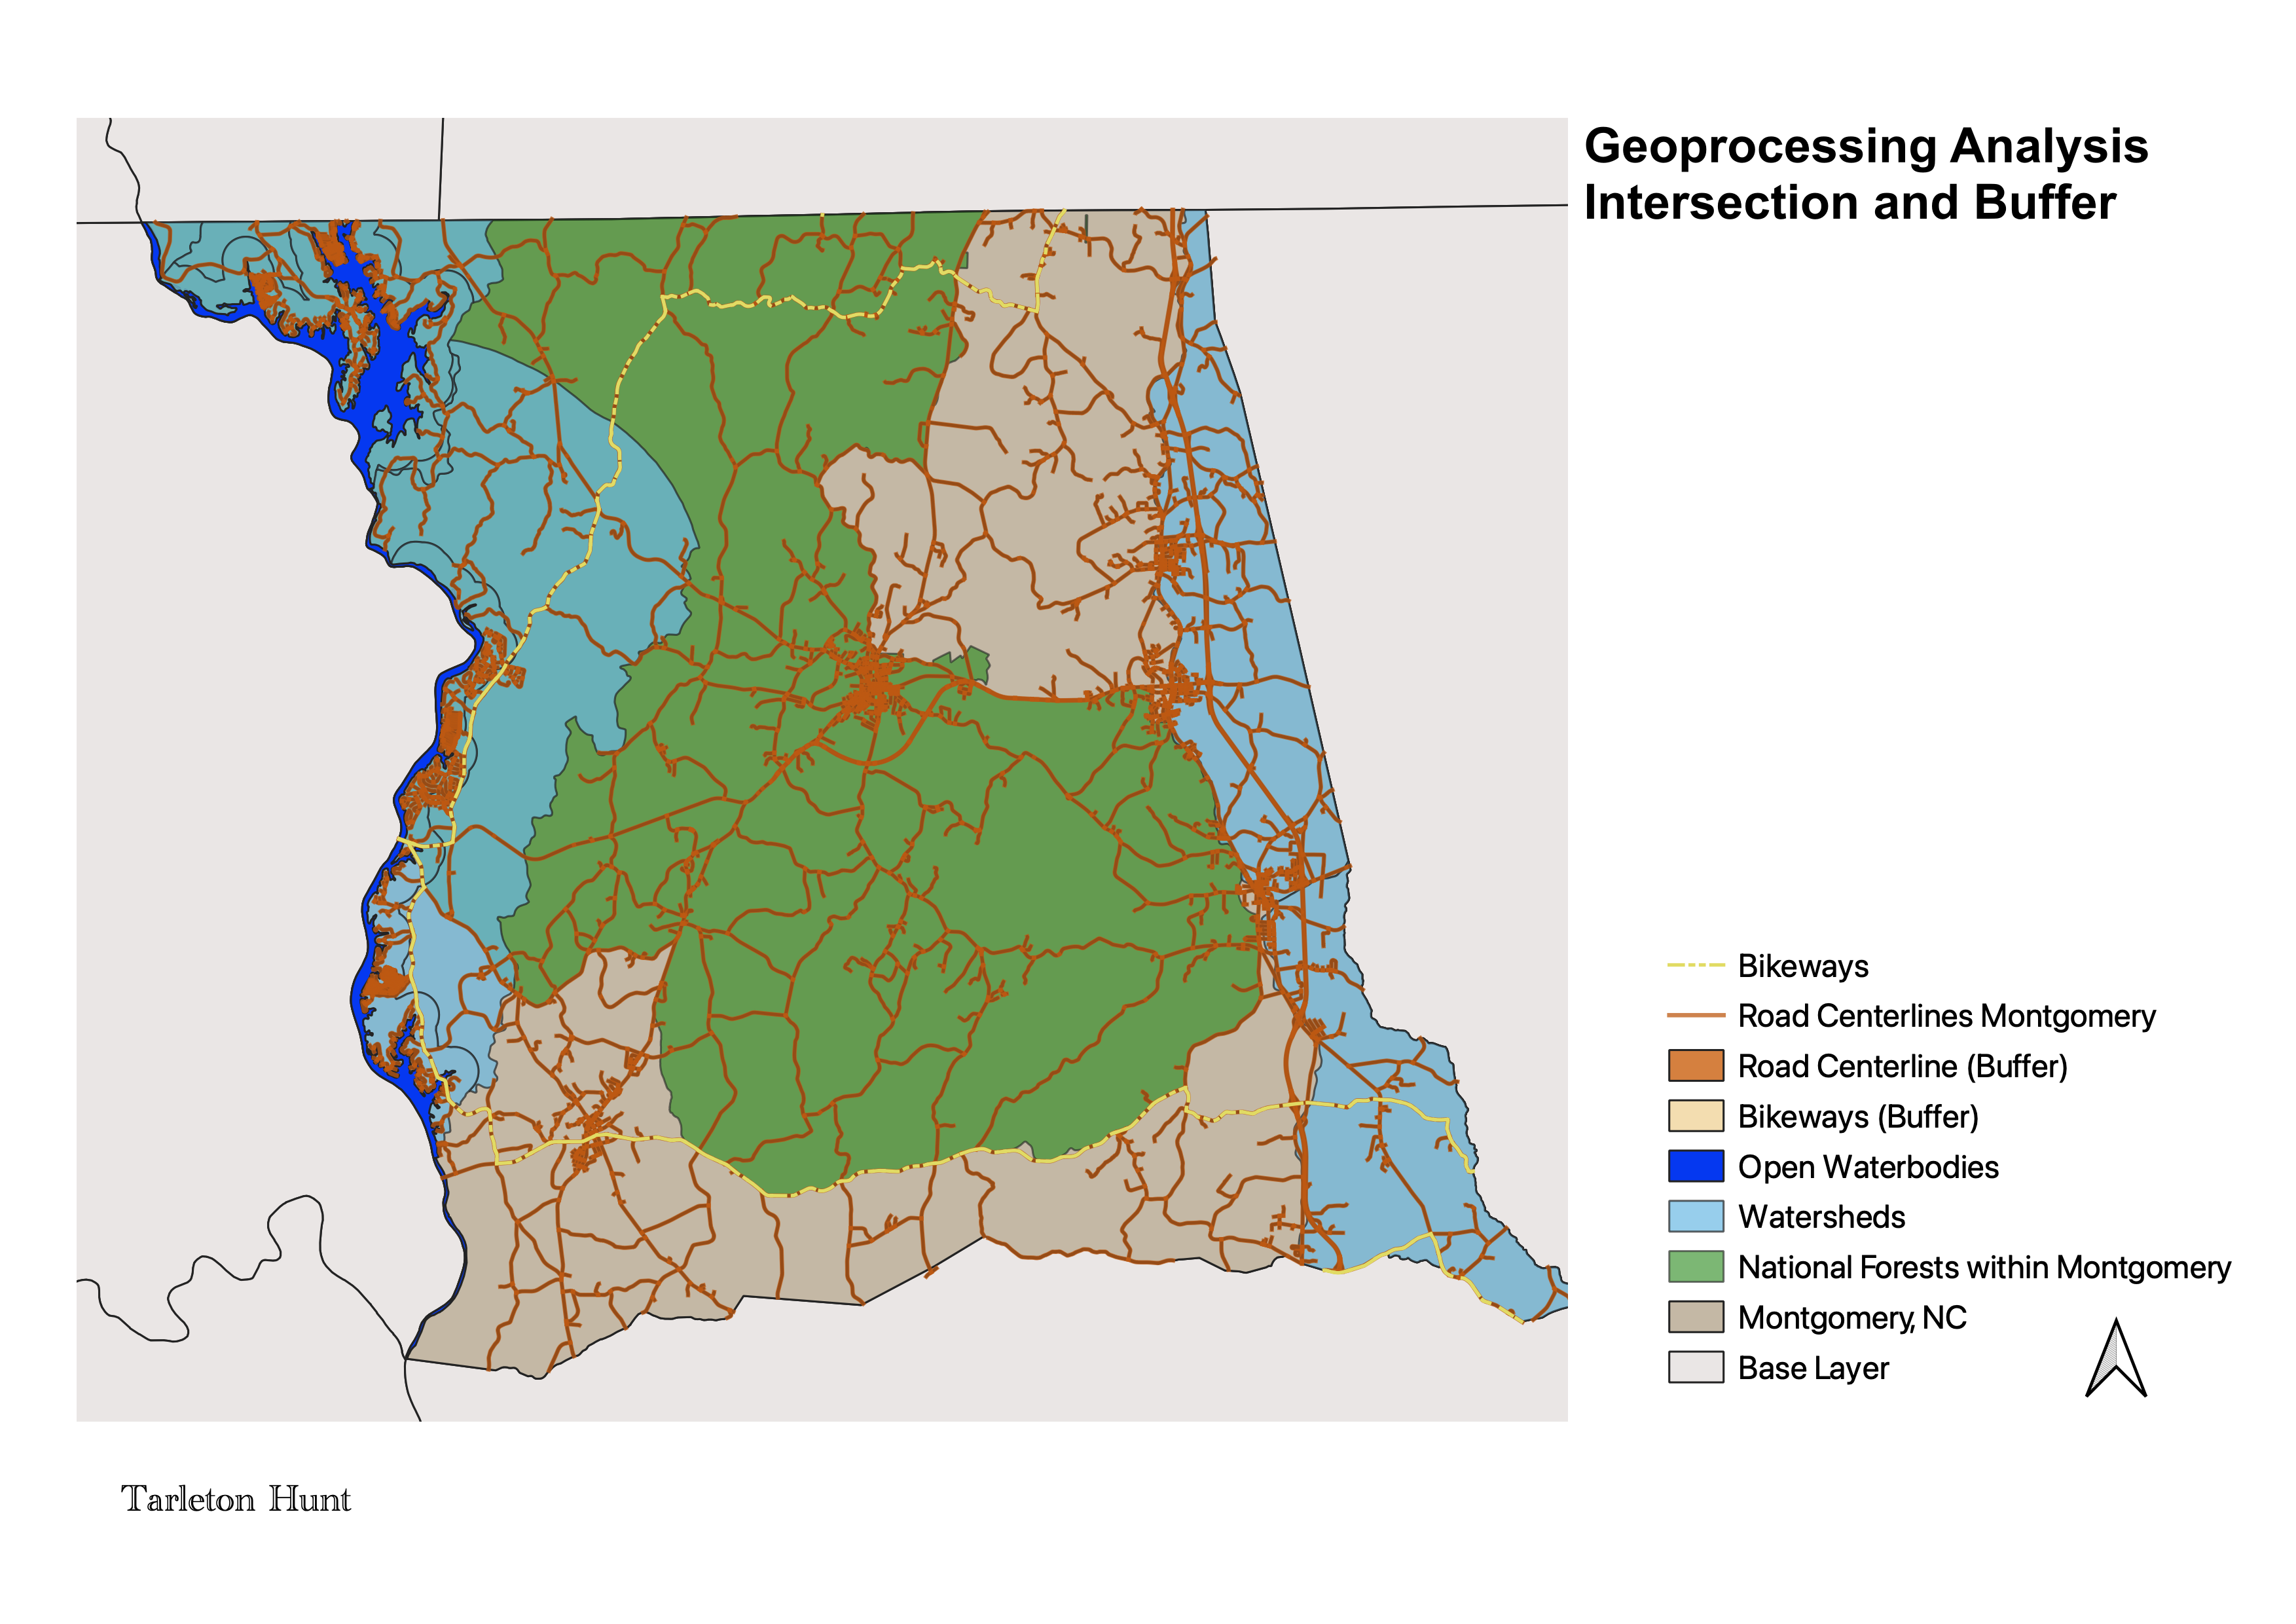 Geoprocessing Analysis
Intersection and Buffer
Bikeways
Road Centerlines Montgomery
Road Centerline (Buffer)
Bikeways (Buffer)
Open Waterbodies
Watersheds
National Forests within Montgomery
Montgomery, NC
Base Layer
Tarleton Hunt